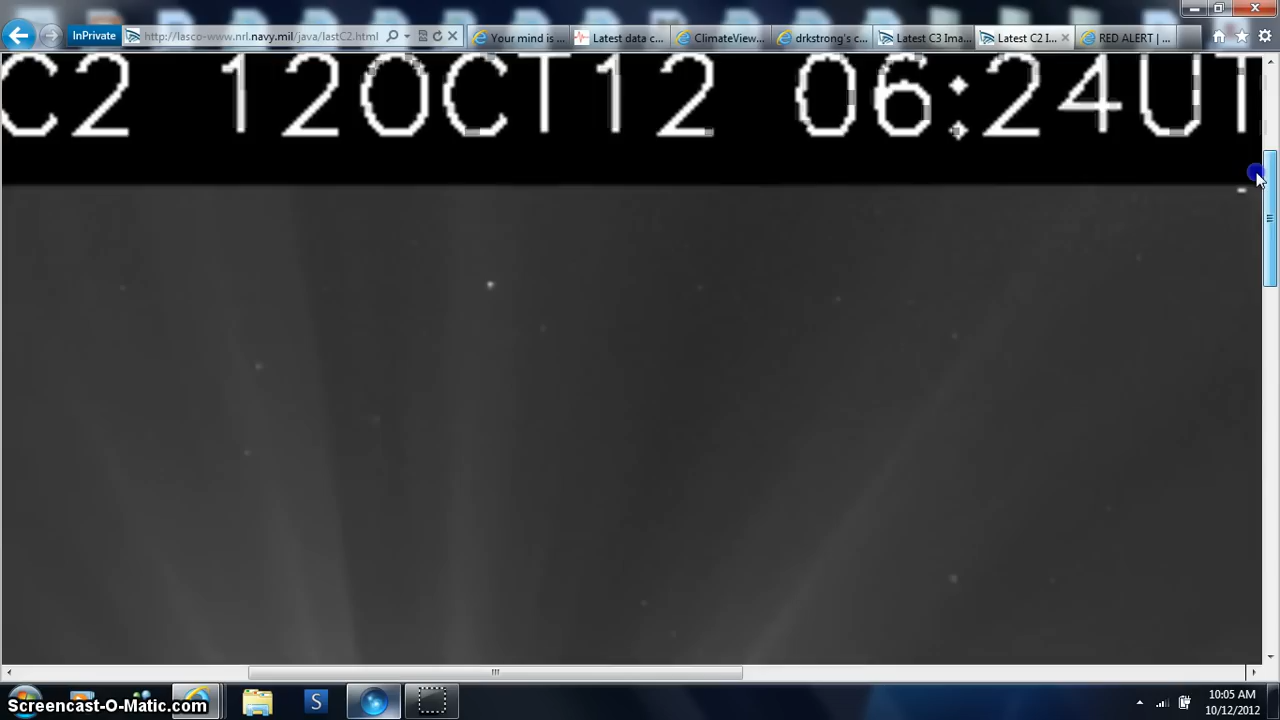 InPrivate
http://lasco-www.nrl.navy.mil/java/lastC2.html
Your mind is ...
Latest data c...
ClimateView...
drkstrong's c...
Latest C3 Ima...
Latest C2 I...
RED ALERT | ...
C2 12OCT12 06:24UT
Screencast-O-Matic.com
S
10:05 AM
10/12/2012